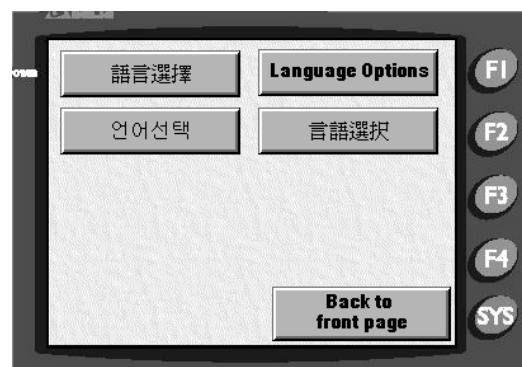 語言選擇
Language Options
언어선택
言語選択
Back to
front page
F1
F2
F3
F4
SYS